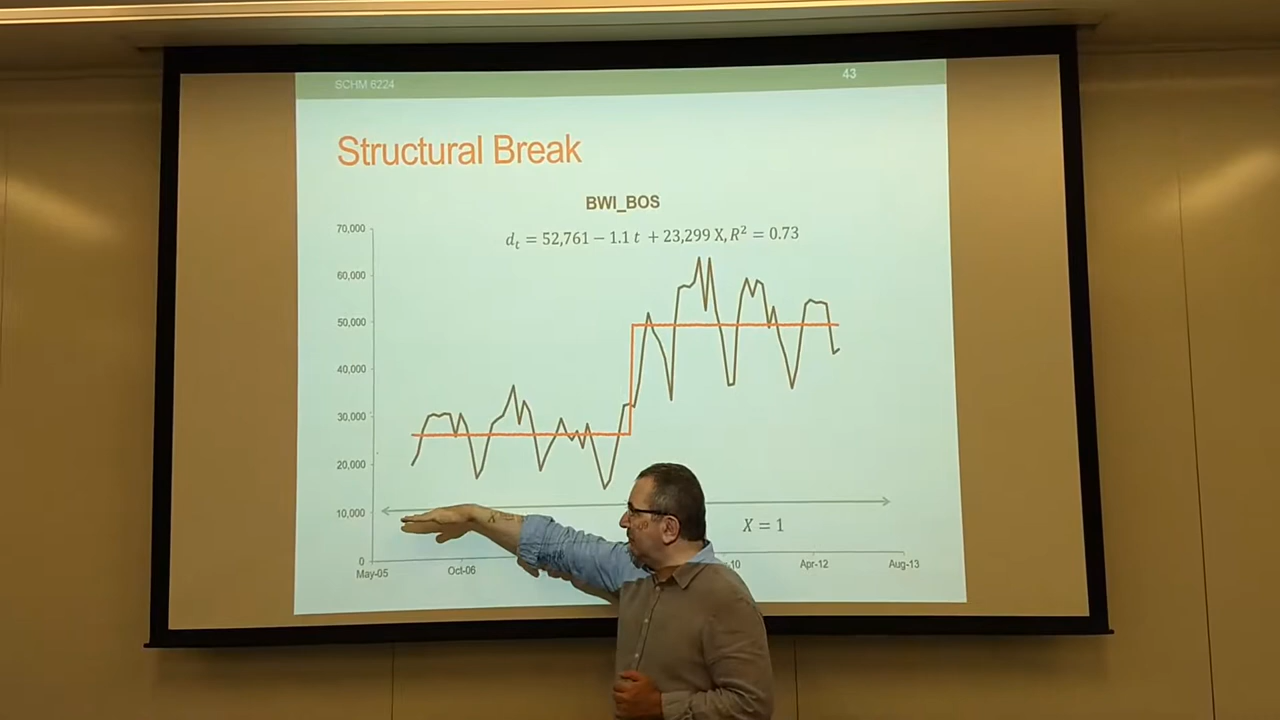 SCHM 6224
43
Structural Break
BWI_BOS
d_t = 52,761 − 1.1 t + 23,299 X, R² = 0.73
70,000
60,000
50,000
40,000
30,000
20,000
10,000
0
X = 1
May-05
Oct-06
Apr-12
Aug-13